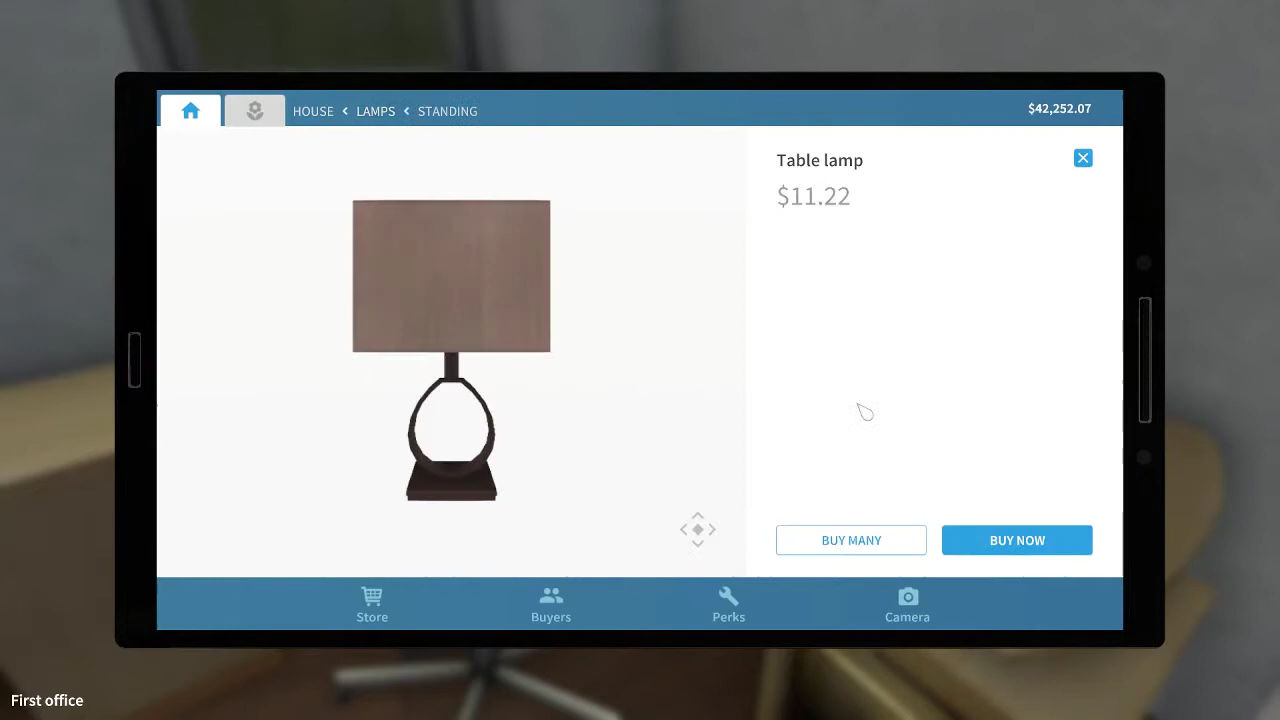 HOUSE < LAMPS < STANDING
$42,252.07
Table lamp
$11.22
BUY MANY
BUY NOW
Store
Buyers
Perks
Camera
First office